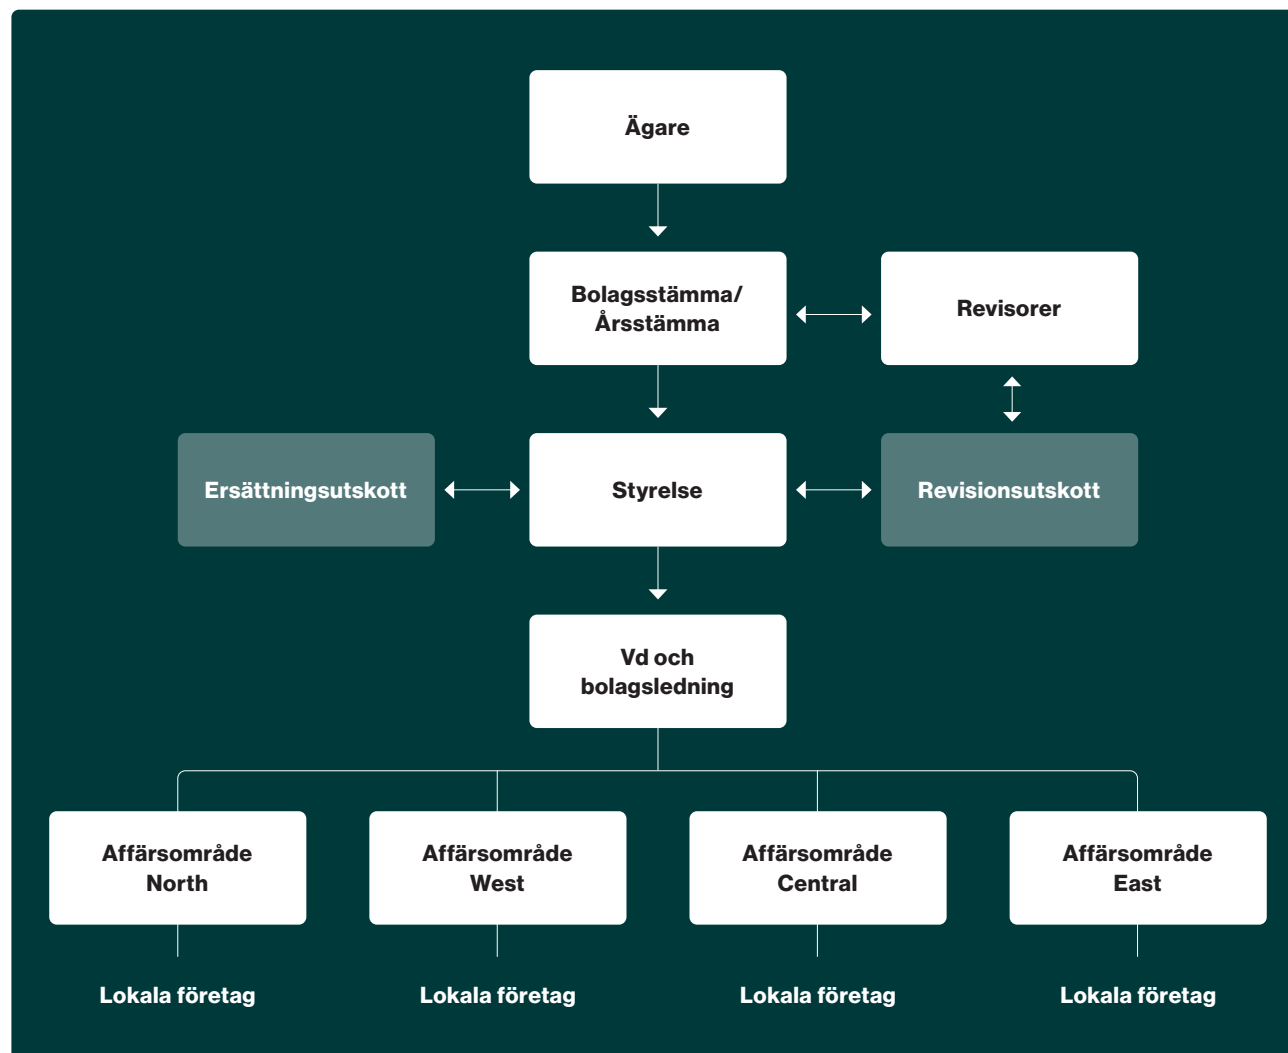 Ägare
Bolagsstämma/
Årsstämma
Revisorer
Ersättningsutskott
Styrelse
Revisionsutskott
Vd och
bolagsledning
Affärsområde
North
Affärsområde
West
Affärsområde
Central
Affärsområde
East
Lokala företag
Lokala företag
Lokala företag
Lokala företag